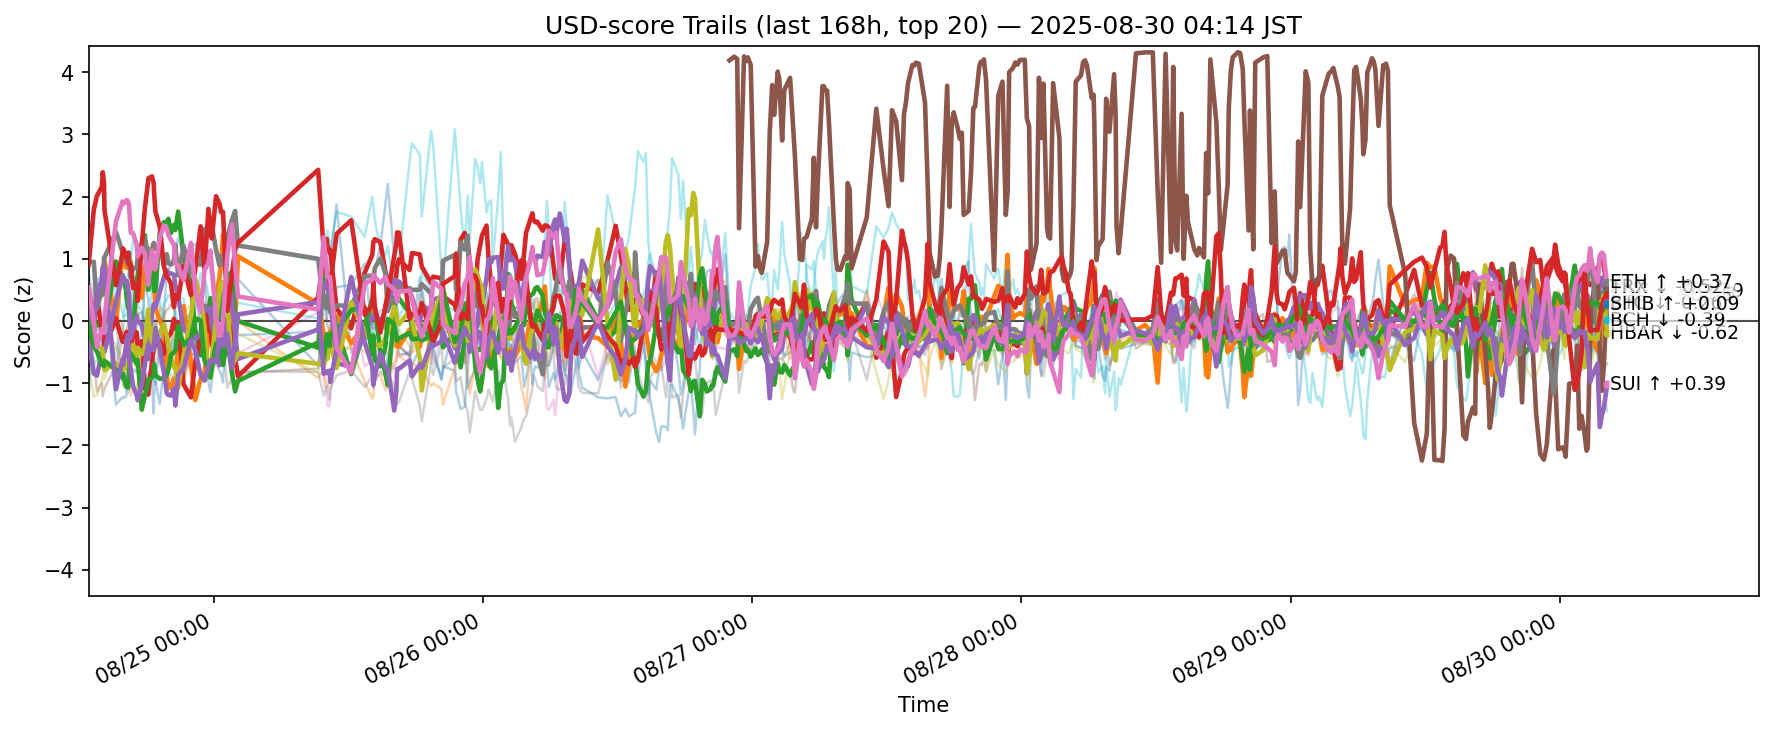 USD-score Trails (last 168h, top 20) — 2025-08-30 04:14 JST
Score (z)
4
3
2
1
0
−1
−2
−3
−4
ETH ↑ +0.37
SHIB ↑ +0.09
BCH ↓ -0.39
HBAR ↓ -0.62
SUI ↑ +0.39
08/25 00:00
08/26 00:00
08/27 00:00
08/28 00:00
08/29 00:00
08/30 00:00
Time